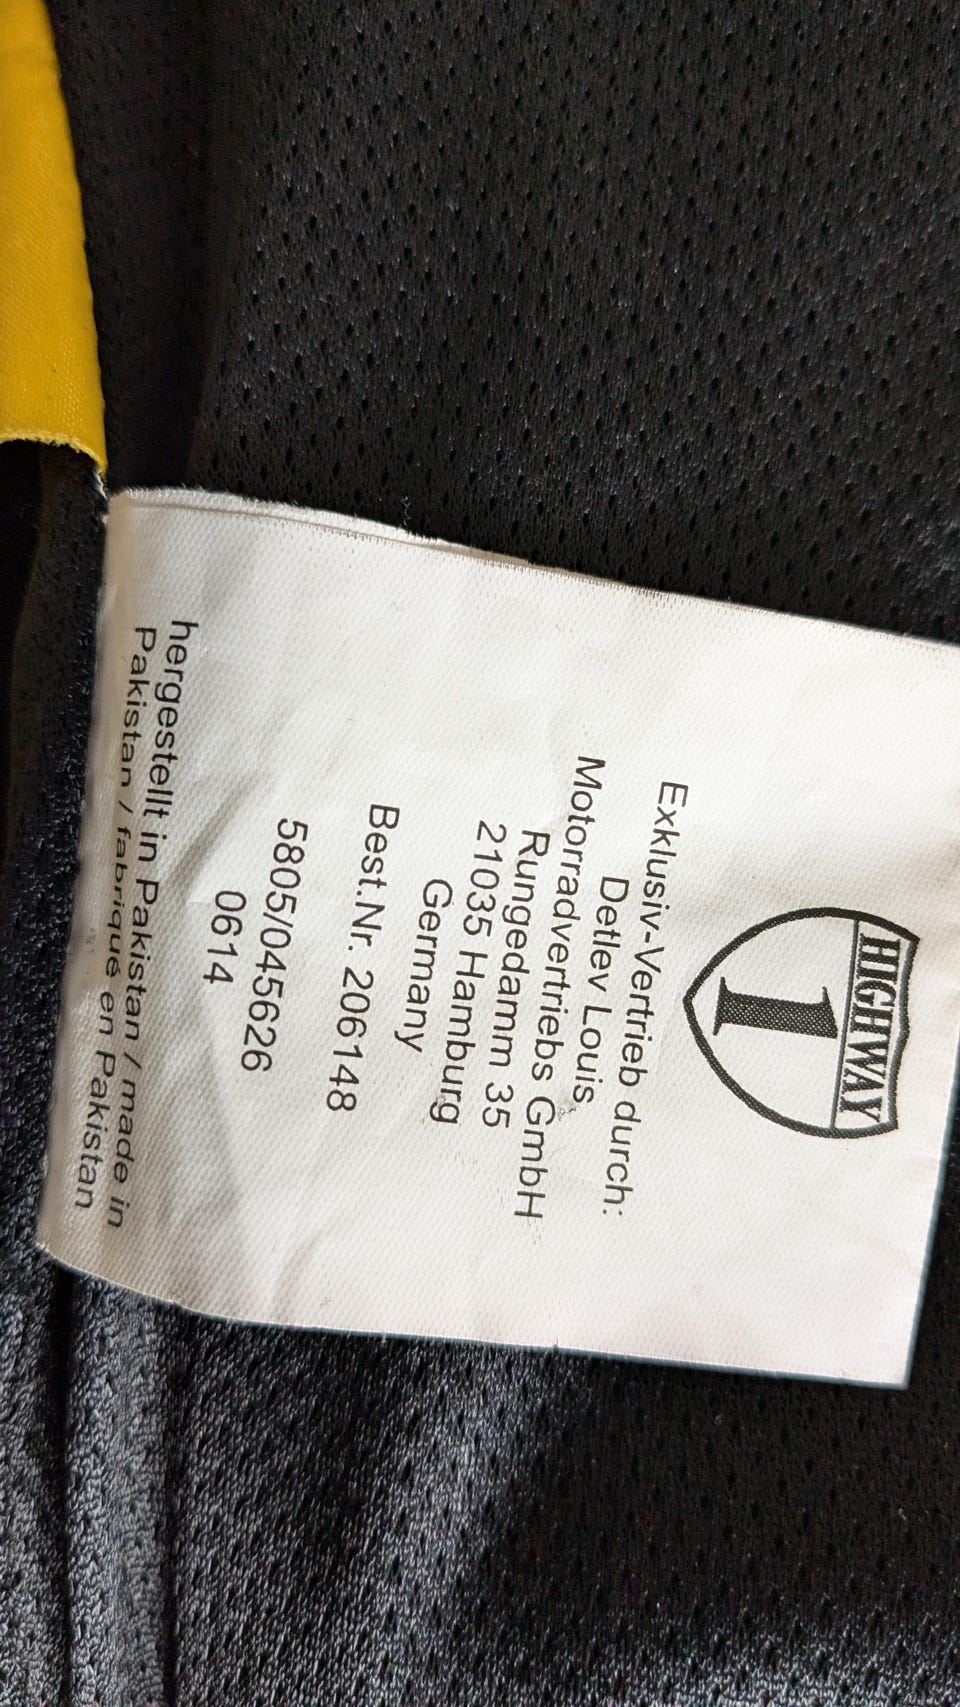 HIGHWAY
1
Exklusiv-Vertrieb durch:
Detlev Louis
Motorradvertriebs GmbH
Rungedamm 35
21035 Hamburg
Germany
Best.Nr. 206148
5805/045626
0614
hergestellt in Pakistan / made in
Pakistan / fabriqué en Pakistan